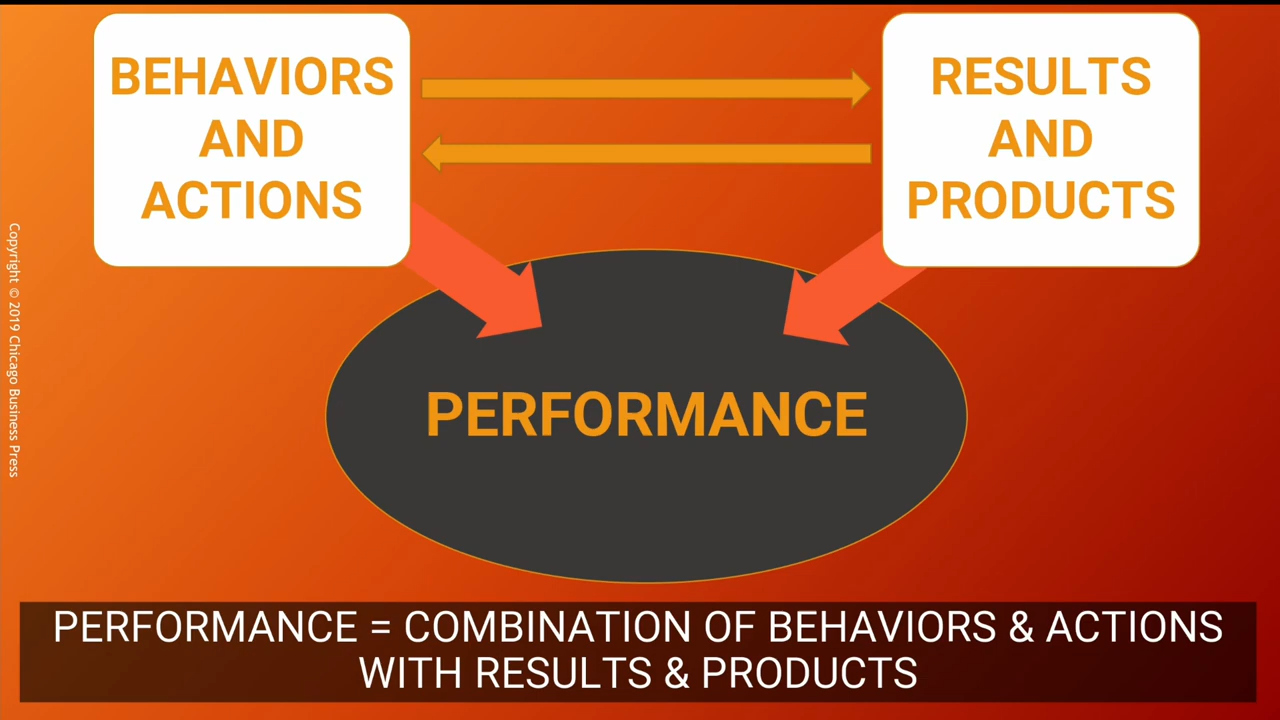 BEHAVIORS
AND
ACTIONS
RESULTS
AND
PRODUCTS
PERFORMANCE
PERFORMANCE = COMBINATION OF BEHAVIORS & ACTIONS
WITH RESULTS & PRODUCTS
Copyright © 2019 Chicago Business Press